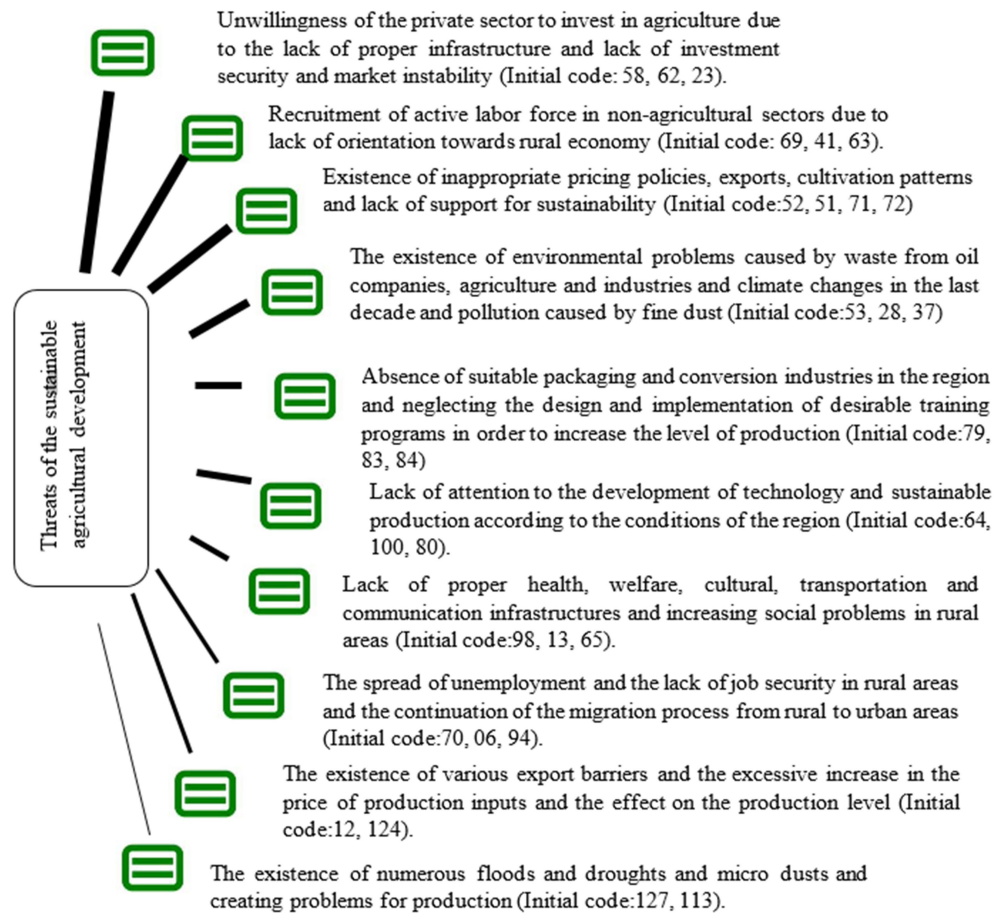 Unwillingness of the private sector to invest in agriculture due
to the lack of proper infrastructure and lack of investment
security and market instability (Initial code: 58, 62, 23).
Recruitment of active labor force in non-agricultural sectors due to
lack of orientation towards rural economy (Initial code: 69, 41, 63).
Existence of inappropriate pricing policies, exports, cultivation patterns
and lack of support for sustainability (Initial code:52, 51, 71, 72)
The existence of environmental problems caused by waste from oil
companies, agriculture and industries and climate changes in the last
decade and pollution caused by fine dust (Initial code:53, 28, 37)
Threats of the sustainable
agricultural development
Absence of suitable packaging and conversion industries in the region
and neglecting the design and implementation of desirable training
programs in order to increase the level of production (Initial code:79,
83, 84)
Lack of attention to the development of technology and sustainable
production according to the conditions of the region (Initial code:64,
100, 80).
Lack of proper health, welfare, cultural, transportation and
communication infrastructures and increasing social problems in rural
areas (Initial code:98, 13, 65).
The spread of unemployment and the lack of job security in rural areas
and the continuation of the migration process from rural to urban areas
(Initial code:70, 06, 94).
The existence of various export barriers and the excessive increase in the
price of production inputs and the effect on the production level (Initial
code:12, 124).
The existence of numerous floods and droughts and micro dusts and
creating problems for production (Initial code:127, 113).